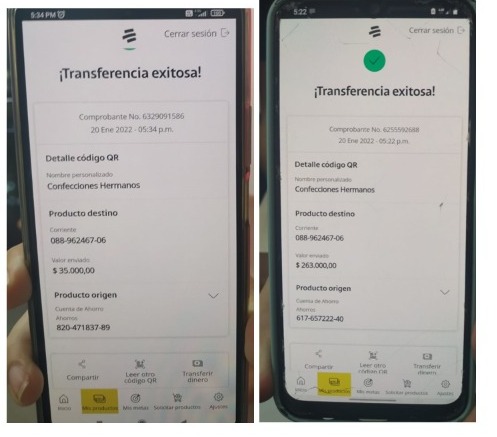 5:34 PM
Cerrar sesión
¡Transferencia exitosa!
Comprobante No. 6329091586
20 Ene 2022 - 05:34 p.m.
Detalle código QR
Nombre personalizado
Confecciones Hermanos
Producto destino
Corriente
088-962467-06
Valor enviado
$ 35.000,00
Producto origen
Cuenta de Ahorro
Ahorros
820-471837-89
Compartir
Leer otro
código QR
Transferir
dinero
Inicio
Mis productos
Mis metas
Solicitar productos
Ajustes
5:22
Cerrar sesión
¡Transferencia exitosa!
Comprobante No. 6255592688
20 Ene 2022 - 05:22 p.m.
Detalle código QR
Nombre personalizado
Confecciones Hermanos
Producto destino
Corriente
088-962467-06
Valor enviado
$ 263.000,00
Producto origen
Cuenta de Ahorro
Ahorros
617-657222-40
Compartir
Leer otro
código QR
Transferir
dinero
Inicio
Mis productos
Mis metas
Solicitar productos
Ajustes